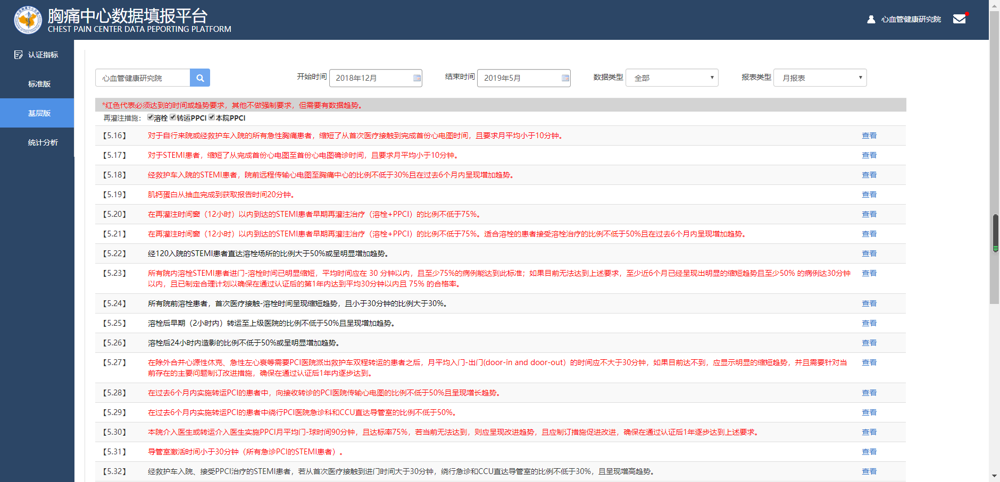 胸痛中心数据填报平台
CHEST PAIN CENTER DATA PEPORTING PLATFORM
心血管健康研究院
认证指标
标准版
基层版
统计分析
心血管健康研究院
开始时间 2018年12月
结束时间 2019年5月
数据类型 全部
报表类型 月报表
*红色代表必须达到的时间或趋势要求，其他不做强制要求，但需要有数据趋势。
再灌注措施： 溶栓 转运PPCI 本院PPCI
【5.16】 对于自行来院或经救护车入院的所有急性胸痛患者，缩短了从首次医疗接触到完成首份心电图时间，且要求月平均小于10分钟。 查看
【5.17】 对于STEMI患者，缩短了从完成首份心电图至首份心电图确诊时间，且要求月平均小于10分钟。 查看
【5.18】 经救护车入院的STEMI患者，院前远程传输心电图至胸痛中心的比例不低于30%且在过去6个月内呈现增加趋势。 查看
【5.19】 肌钙蛋白从抽血完成到获取报告时间20分钟。 查看
【5.20】 在再灌注时间窗（12小时）以内到达的STEMI患者早期再灌注治疗（溶栓+PPCI）的比例不低于75%。 查看
【5.21】 在再灌注时间窗（12小时）以内到达的STEMI患者早期再灌注治疗（溶栓+PPCI）的比例不低于75%。适合溶栓的患者接受溶栓治疗的比例不低于50%且在过去6个月内呈现增加趋势。 查看
【5.22】 经120入院的STEMI患者直达溶栓场所的比例大于50%或呈明显增加趋势。 查看
【5.23】 所有院内溶栓STEMI患者进门-溶栓时间已明显缩短，平均时间应在 30 分钟以内，且至少75%的病例能达到此标准；如果目前无法达到上述要求，至少近6个月已经呈现出明显的缩短趋势且至少50% 的病例达30分钟 查看
以内，且已制定合理计划以确保在通过认证后的第1年内达到平均30分钟以内且 75% 的合格率。
【5.24】 所有院前溶栓患者，首次医疗接触-溶栓时间呈现缩短趋势，且小于30分钟的比例大于30%。 查看
【5.25】 溶栓后早期（2小时内）转运至上级医院的比例不低于50%且呈现增加趋势。 查看
【5.26】 溶栓后24小时内造影的比例不低于50%或呈明显增加趋势。 查看
【5.27】 在除外合并心源性休克、急性左心衰等需要PCI医院派出救护车双程转运的患者之后，月平均入门-出门(door-in and door-out）的时间应不大于30分钟，如果目前达不到，应显示明显的缩短趋势，并且需要针对当 查看
前存在的主要问题制订改进措施，确保在通过认证后1年内逐步达到。
【5.28】 在过去6个月内实施转运PCI的患者中，向接收转诊的PCI医院传输心电图的比例不低于50%且呈现增长趋势。 查看
【5.29】 在过去6个月内实施转运PCI的患者中绕行PCI医院急诊科和CCU直达导管室的比例不低于50%。 查看
【5.30】 本院介入医生或转运介入医生实施PPCI月平均门-球时间90分钟，且达标率75%，若当前无法达到，则应呈现改进趋势，且应制订措施促进改进，确保在通过认证后1年逐步达到上述要求。 查看
【5.31】 导管室激活时间小于30分钟（所有急诊PCI的STEMI患者）。 查看
【5.32】 经救护车入院、接受PPCI治疗的STEMI患者，若从首次医疗接触到进门时间大于30分钟，绕行急诊和CCU直达导管室的比例不低于30%，且呈现增高趋势。 查看